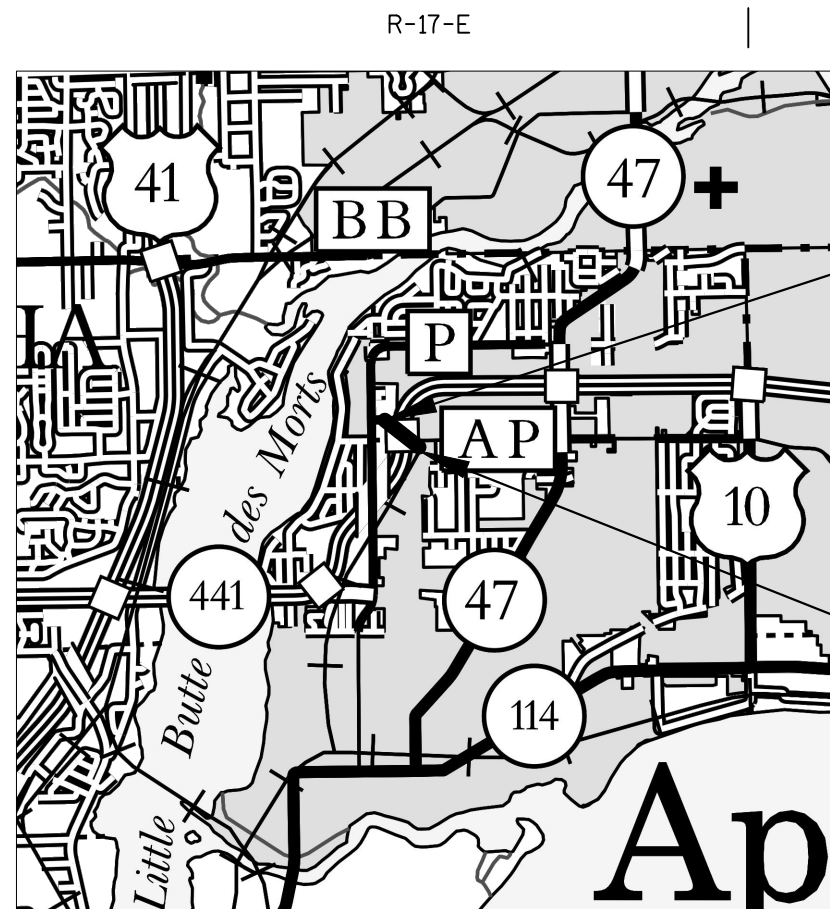 R-17-E
41
47
BB
IA
P
AP
des Morts
10
441
47
Butte
114
Little
Ap